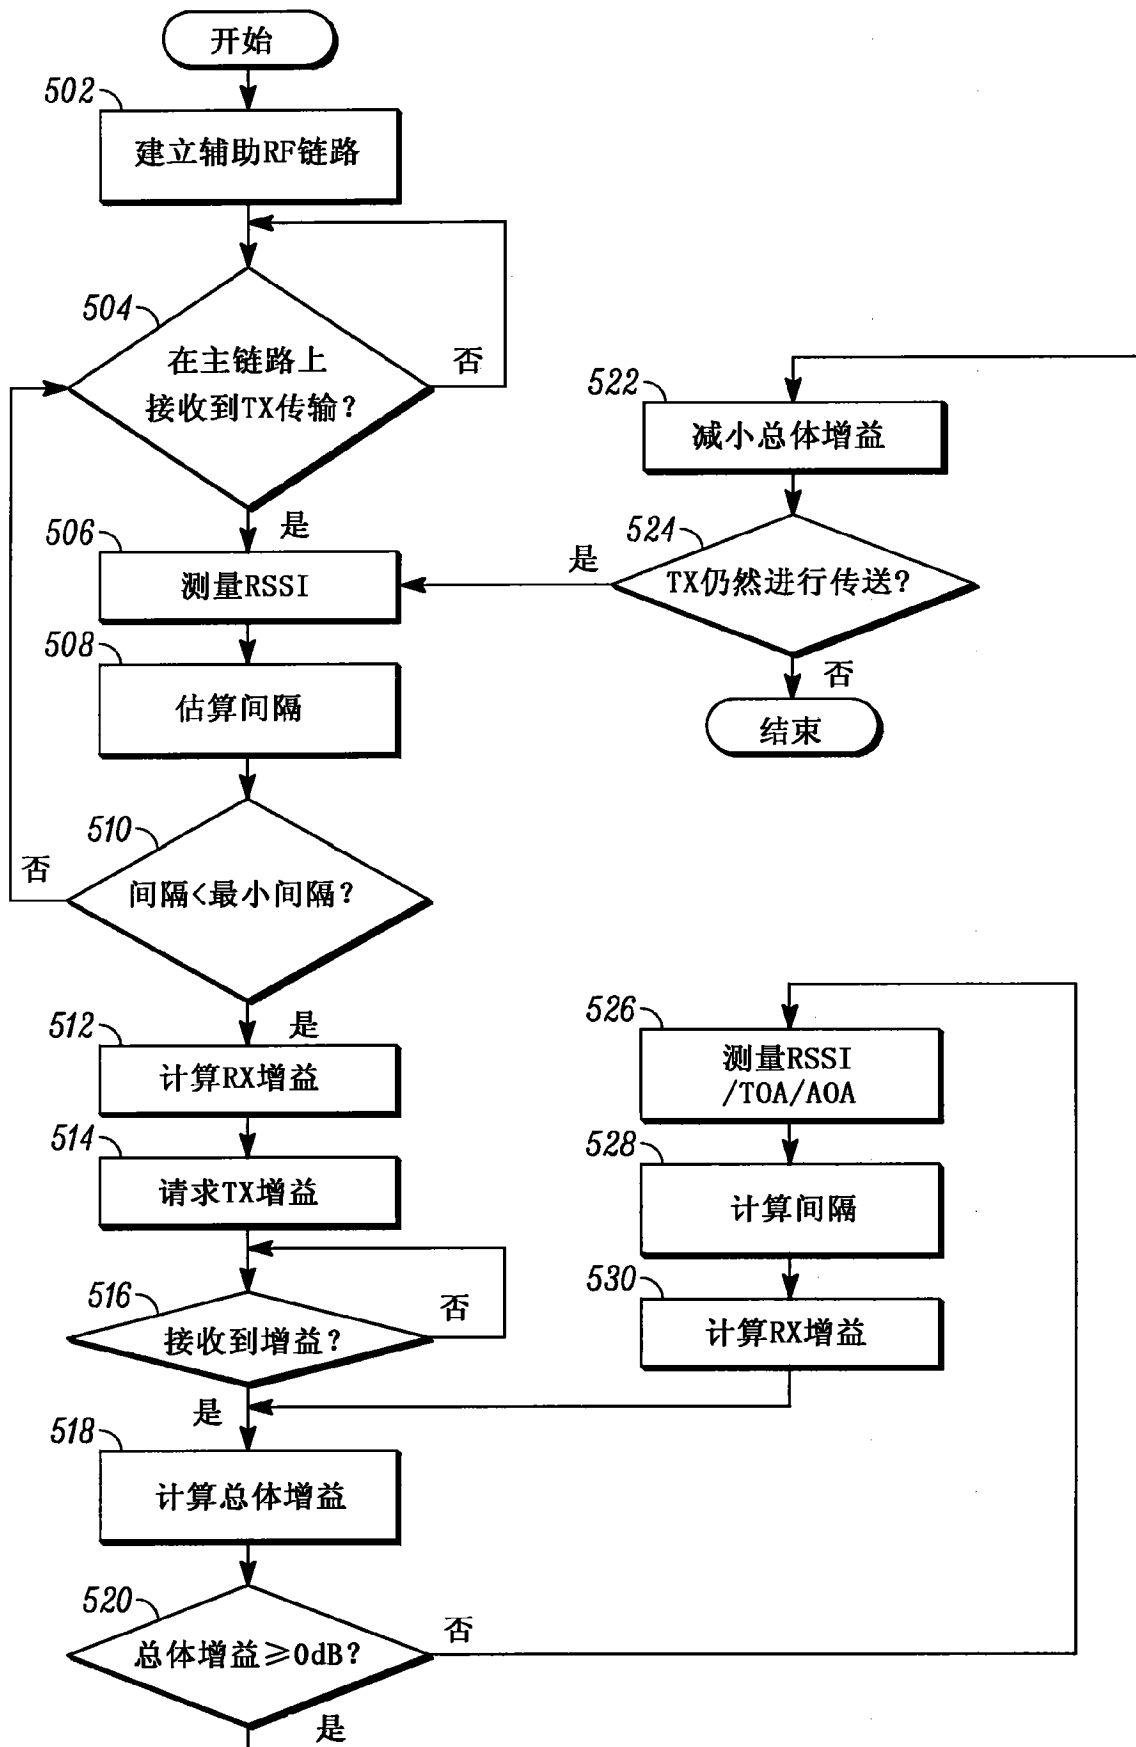 开始
502
建立辅助RF链路
504
在主链路上
接收到TX传输?
否
是
506
测量RSSI
508
估算间隔
510
间隔<最小间隔?
否
是
512
计算RX增益
514
请求TX增益
516
接收到增益?
否
是
518
计算总体增益
520
总体增益≥0dB?
否
是
522
减小总体增益
524
TX仍然进行传送?
是
否
结束
526
测量RSSI
/TOA/AOA
528
计算间隔
530
计算RX增益